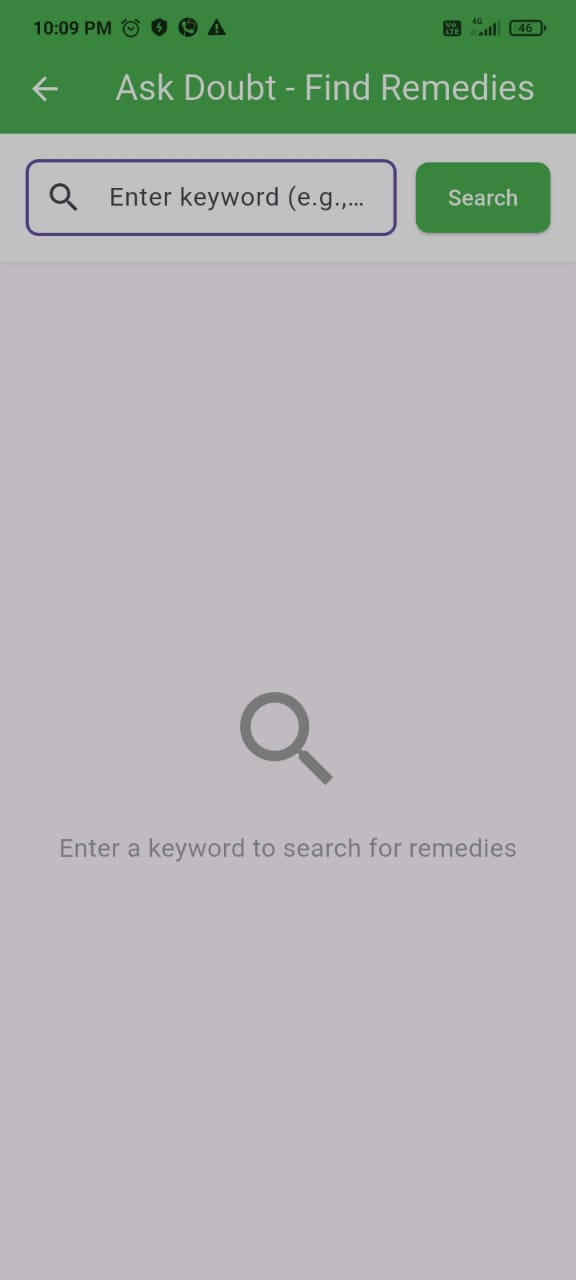 10:09 PM Vo LTE 4G 46
Ask Doubt - Find Remedies
Enter keyword (e.g.,... Search
Enter a keyword to search for remedies